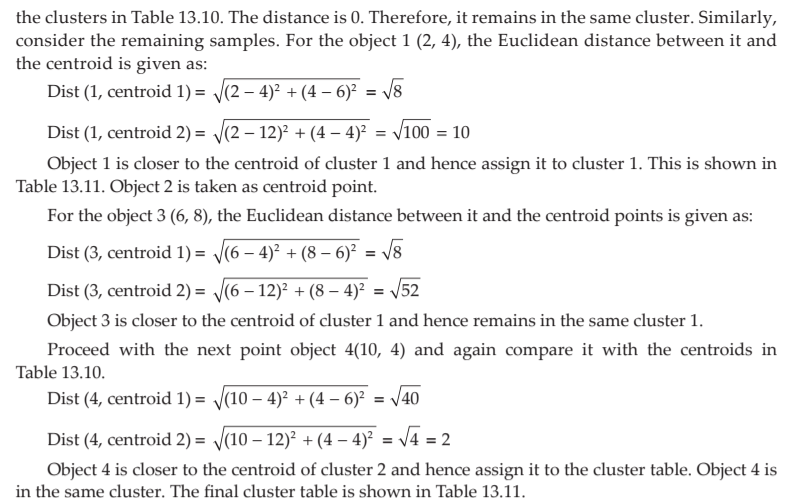 the clusters in Table 13.10. The distance is 0. Therefore, it remains in the same cluster. Similarly,
consider the remaining samples. For the object 1 (2, 4), the Euclidean distance between it and
the centroid is given as:
Dist (1, centroid 1) = √(2 – 4)² + (4 – 6)² = √8
Dist (1, centroid 2) = √(2 – 12)² + (4 – 4)² = √100 = 10
Object 1 is closer to the centroid of cluster 1 and hence assign it to cluster 1. This is shown in
Table 13.11. Object 2 is taken as centroid point.
For the object 3 (6, 8), the Euclidean distance between it and the centroid points is given as:
Dist (3, centroid 1) = √(6 – 4)² + (8 – 6)² = √8
Dist (3, centroid 2) = √(6 – 12)² + (8 – 4)² = √52
Object 3 is closer to the centroid of cluster 1 and hence remains in the same cluster 1.
Proceed with the next point object 4(10, 4) and again compare it with the centroids in
Table 13.10.
Dist (4, centroid 1) = √(10 – 4)² + (4 – 6)² = √40
Dist (4, centroid 2) = √(10 – 12)² + (4 – 4)² = √4 = 2
Object 4 is closer to the centroid of cluster 2 and hence assign it to the cluster table. Object 4 is
in the same cluster. The final cluster table is shown in Table 13.11.